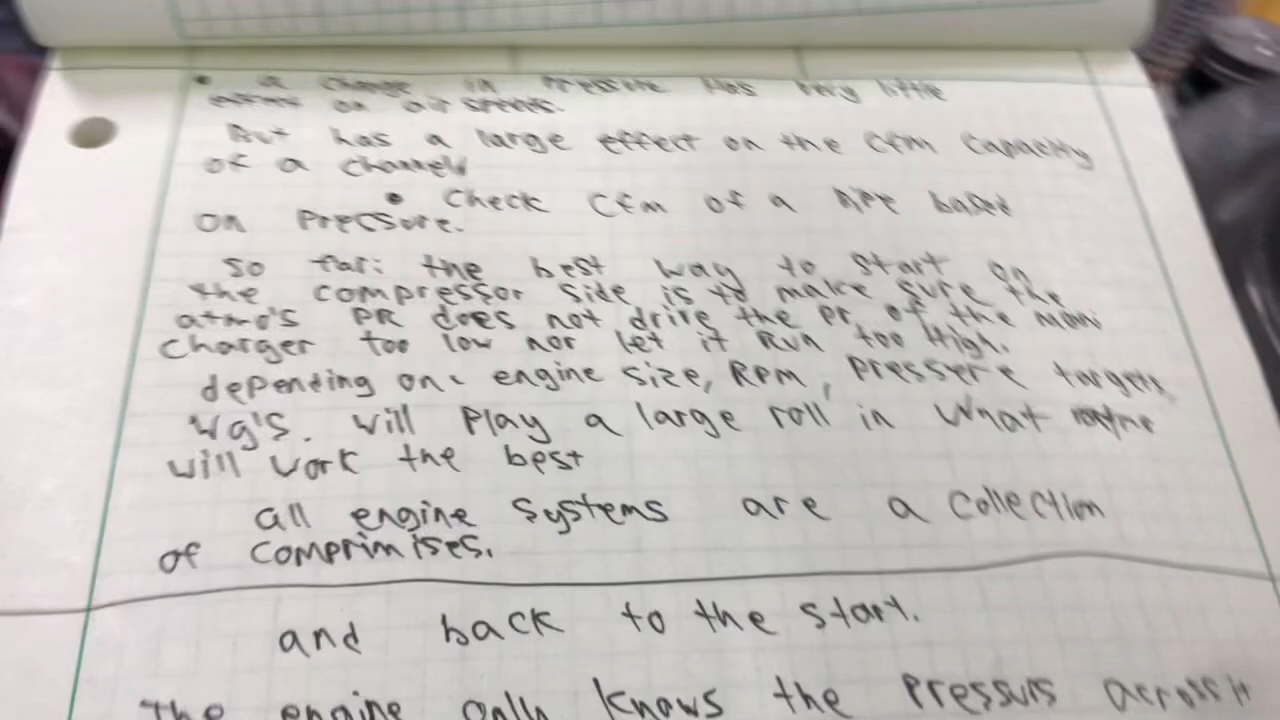 • a change in Pressure has very little
on air speeds.
But has a large effect on the CFM capacity
of a channel
• Check CFM of a based
on Pressure.
So far: the best way to start on
the compressor side is to make sure the
atmo's PR does not drive the Pr of the main
charger too low nor let it Run too High.
depending on: engine size, RPM, Pressere targets,
wg's. will Play a large roll in what
will work the best
all engine systems are a collection
of comprimises.
and back to the start.
The engine only knows the Pressurs across it